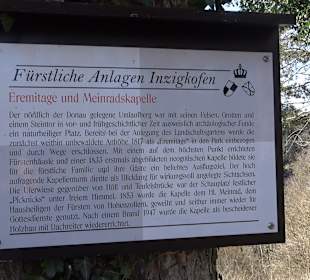 Fürstliche Anlagen Inzigkofen
Eremitage und Meinradskapelle
Der nördlich der Donau gelegene Umlaufberg war mit seinen Felsen, Grotten und
einem Steintor in vor- und frühgeschichtlicher Zeit ausweislich archäologischer Funde
ein naturheiliger Platz. Bereits bei der Anlegung des Landschaftsgartens wurde die
zunächst weithin unbewaldete Anhöhe 1817 als „Eremitage" in den Park einbezogen
und durch Wege erschlossen. Mit einem auf dem höchsten Punkt errichteten
Fürstenhäusle und einer 1833 erstmals abgebildeten neogotischen Kapelle bildete sie
für die fürstliche Familie und ihre Gäste ein beliebtes Ausflugsziel. Der hoch
aufragende Kapellenturm diente als Blickfang für wirkungsvoll angelegte Sichtachsen.
Die Uferwiese gegenüber von Höll und Teufelsbrücke war der Schauplatz festlicher
„Picknicks" unter freiem Himmel. 1853 wurde die Kapelle dem Hl. Meinrad, dem
Hausheiligen der Fürsten von Hohenzollern, geweiht und seither immer wieder für
Gottesdienste genutzt. Nach einem Brand 1947 wurde die Kapelle als bescheidener
Holzbau mit Dachreiter wiedererrichtet.